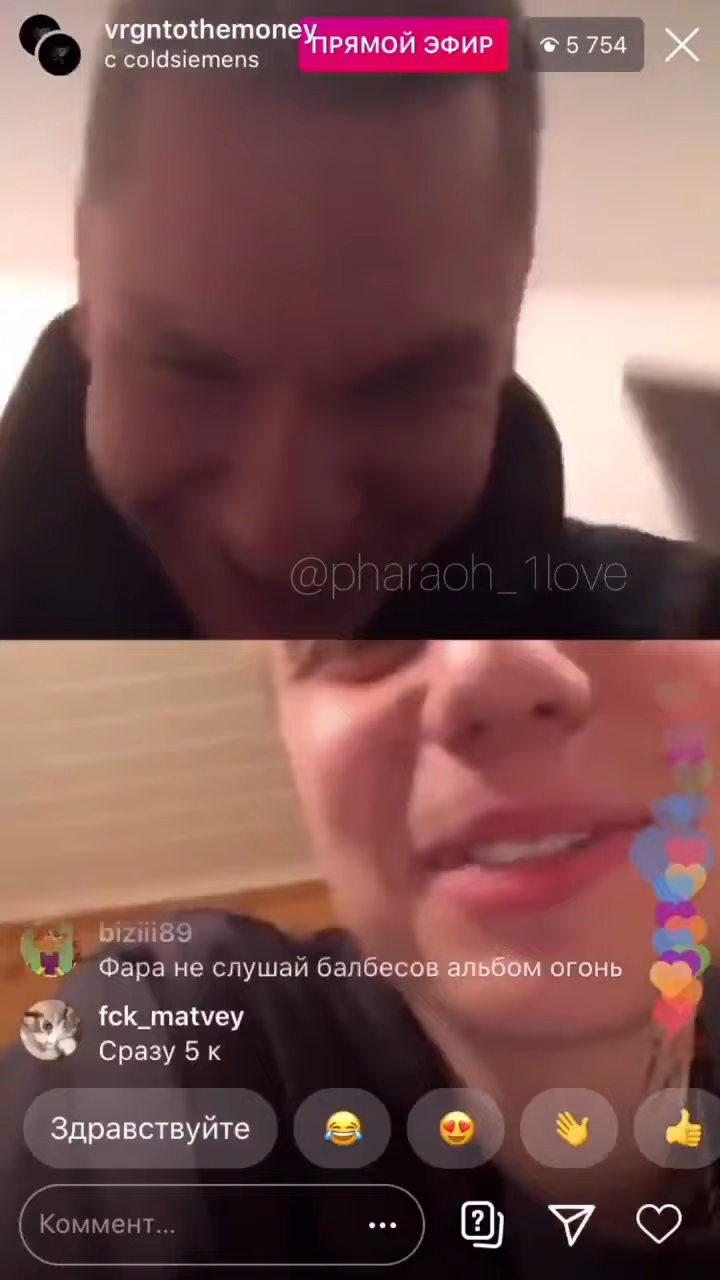 vrgntothemoney
ПРЯМОЙ ЭФИР
5 754
с coldsiemens
@pharaoh_1love
biziii89
Фара не слушай балбесов альбом огонь
fck_matvey
Сразу 5 к
Здравствуйте
Коммент...